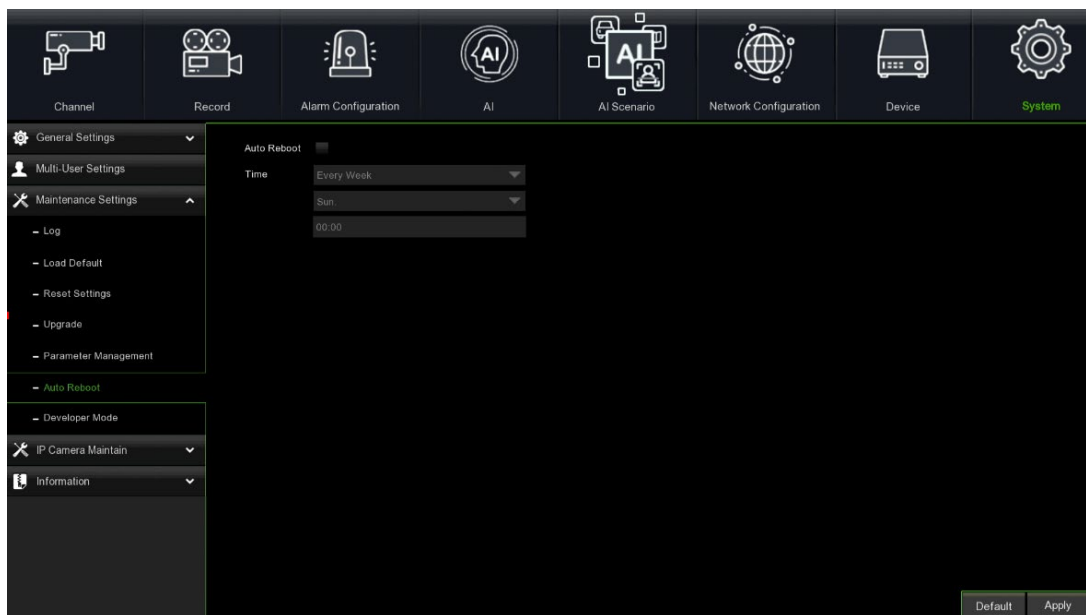 AI
AI
Channel
Record
Alarm Configuration
AI
AI Scenario
Network Configuration
Device
System
General Settings
Multi-User Settings
Maintenance Settings
– Log
– Load Default
– Reset Settings
– Upgrade
– Parameter Management
– Auto Reboot
– Developer Mode
IP Camera Maintain
Information
Auto Reboot
Time
Every Week
Sun.
00:00
Default
Apply